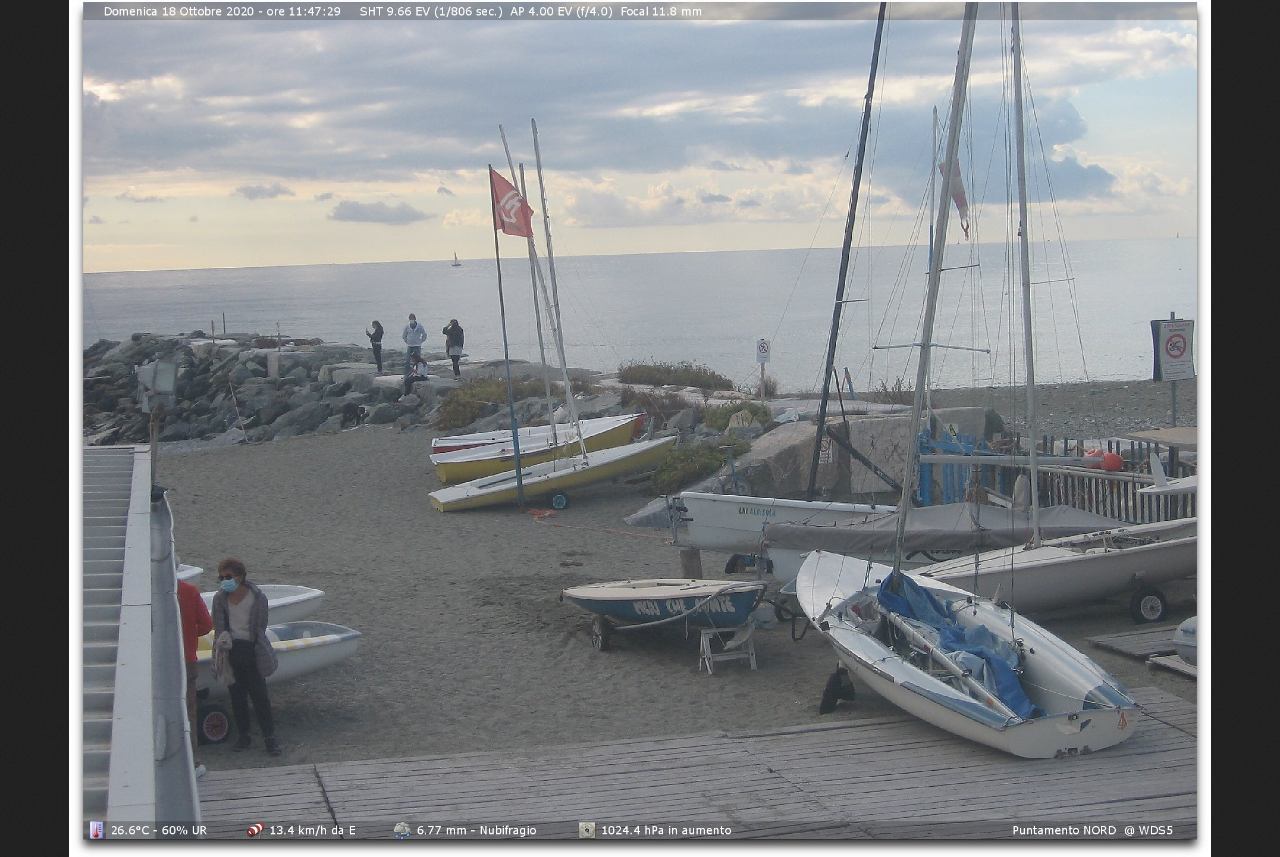 Domenica 18 Ottobre 2020 - ore 11:47:29 SHT 9.66 EV (1/806 sec.) AP 4.00 EV (f/4.0) Focal 11.8 mm
26.6°C - 60% UR 13.4 km/h da E 6.77 mm - Nubifragio 1024.4 hPa in aumento Puntamento NORD @ WDS5